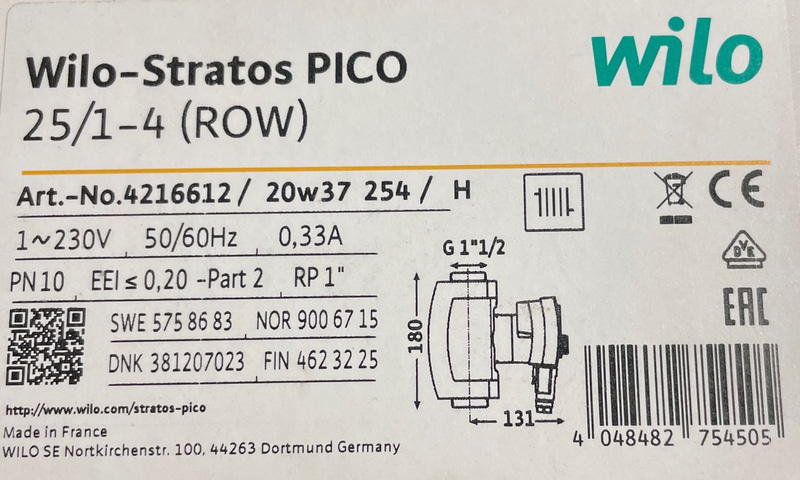 Wilo-Stratos PICO
wilo
25/1-4 (ROW)
Art.-No.4216612 / 20w37 254 / H
CE
1~230V 50/60Hz 0,33A
PN10 EEI ≤ 0,20 -Part 2 RP 1"
G 1"1/2
DVE
EAC
180
131
SWE 575 86 83 NOR 900 67 15
DNK 381207023 FIN 462 32 25
http://www.wilo.com/stratos-pico
Made in France
WILO SE Nortkirchenstr. 100, 44263 Dortmund Germany
4 048482 754505